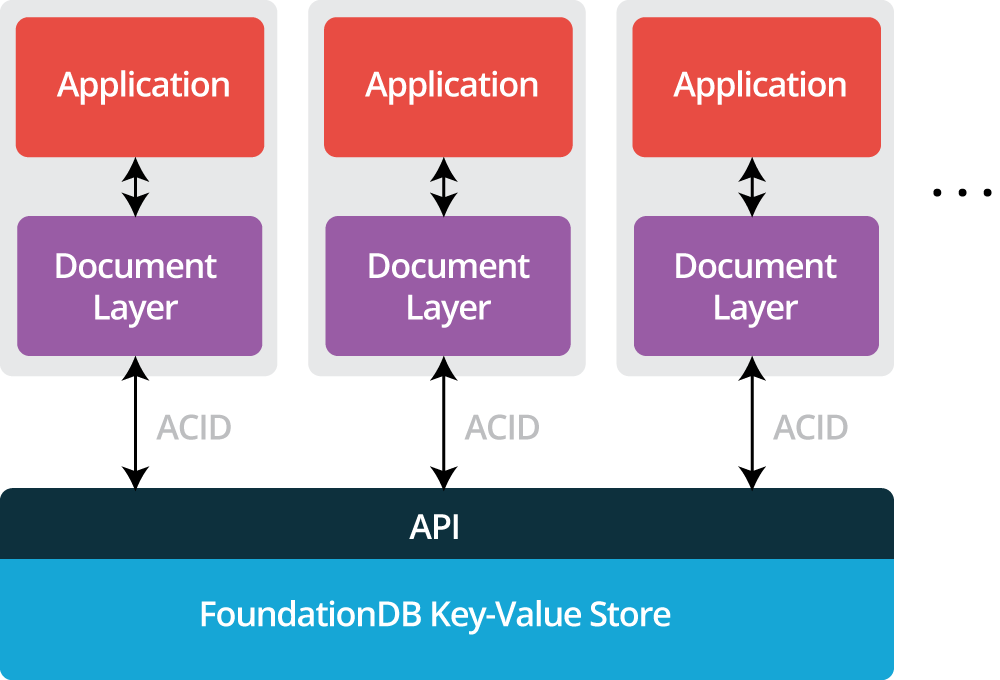 Application
Application
Application
Document
Layer
Document
Layer
Document
Layer
ACID
ACID
ACID
API
FoundationDB Key-Value Store
...